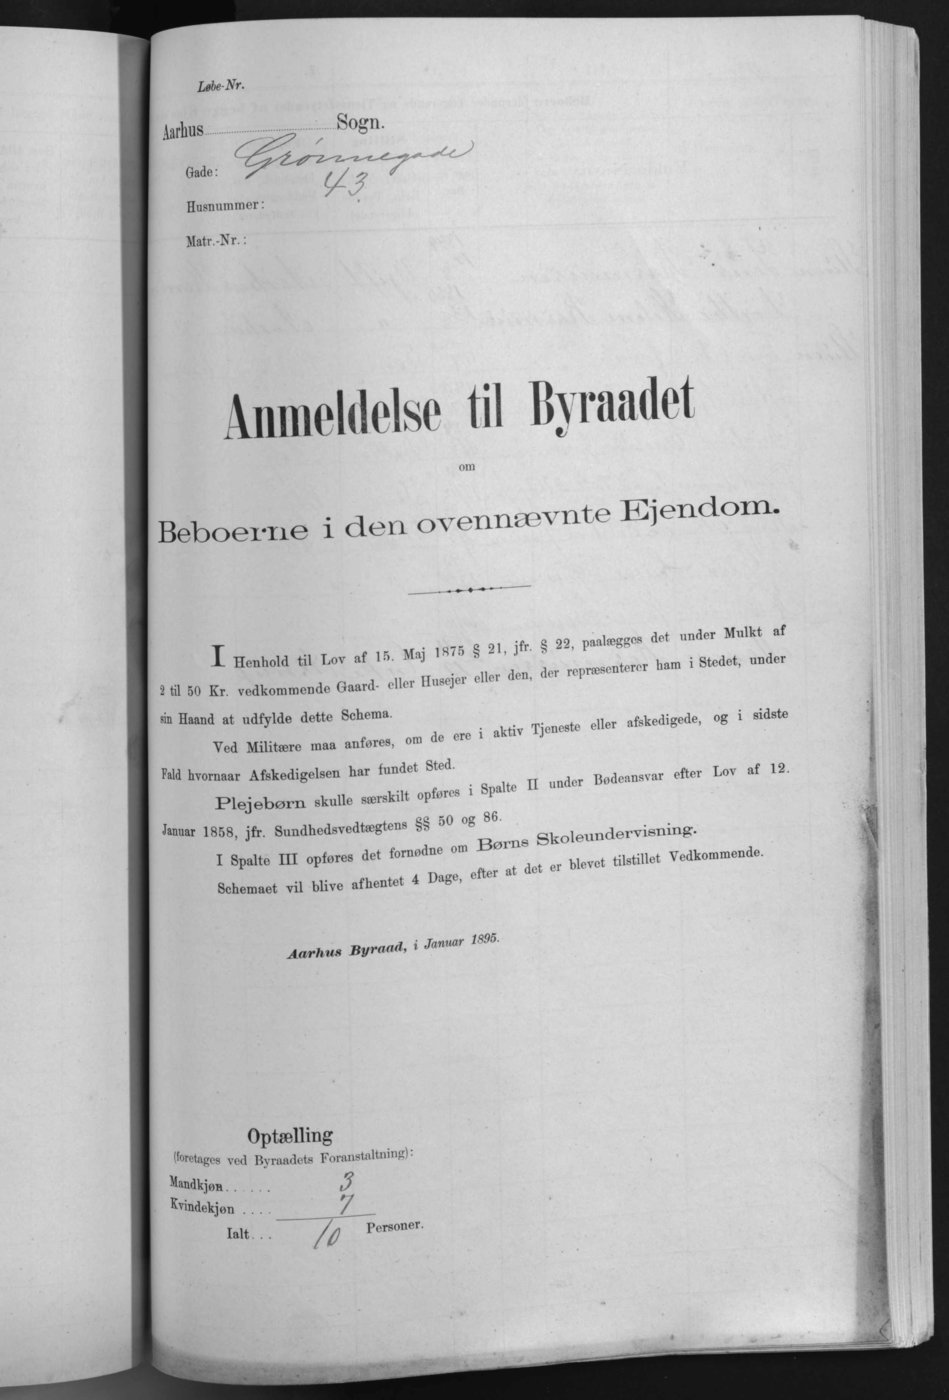 Løbe-Nr.
Aarhus Sogn.
Gade: Grønnegade
Husnummer: 43
Matr.-Nr.:
Anmeldelse til Byraadet
om
Beboerne i den ovennævnte Ejendom.
I Henhold til Lov af 15. Maj 1875 § 21, jfr. § 22, paalægges det under Mulkt af
2 til 50 Kr. vedkommende Gaard- eller Husejer eller den, der repræsenterer ham i Stedet, under
sin Haand at udfylde dette Schema.
Ved Militære maa anføres, om de ere i aktiv Tjeneste eller afskedigede, og i sidste
Fald hvornaar Afskedigelsen har fundet Sted.
Plejebørn skulle særskilt opføres i Spalte II under Bødeansvar efter Lov af 12.
Januar 1858, jfr. Sundhedsvedtægtens §§ 50 og 86.
I Spalte III opføres det fornødne om Børns Skoleundervisning.
Schemaet vil blive afhentet 4 Dage, efter at det er blevet tilstillet Vedkommende.
Aarhus Byraad, i Januar 1895.
Optælling
(foretages ved Byraadets Foranstaltning):
Mandkjøn...... 3
Kvindekjøn .... 7
Ialt... 10 Personer.